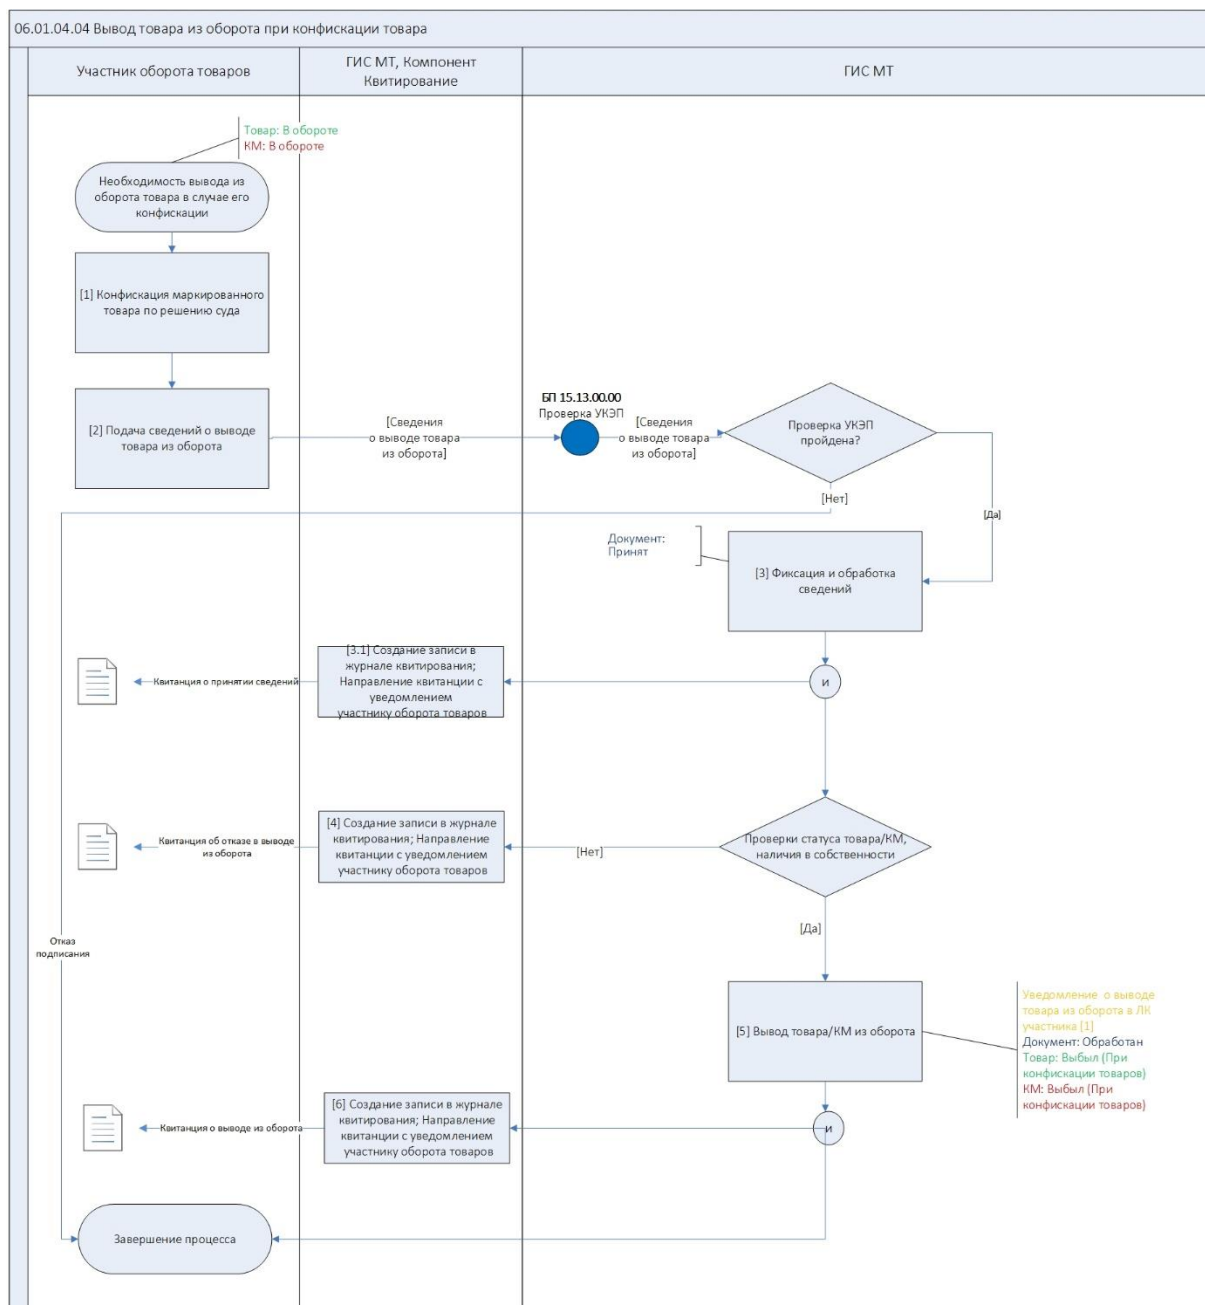 06.01.04.04 Вывод товара из оборота при конфискации товара
Участник оборота товаров
ГИС МТ, Компонент
Квитирование
ГИС МТ
Товар: В обороте
КМ: В обороте
Необходимость вывода из
оборота товара в случае его
конфискации
[1] Конфискация маркированного
товара по решению суда
[2] Подача сведений о выводе
товара из оборота
[Сведения
о выводе товара
из оборота]
БП 15.13.00.00
Проверка УКЭП
[Сведения
о выводе товара
из оборота]
Проверка УКЭП
пройдена?
[Нет]
[Да]
Документ:
Принят
[3] Фиксация и обработка
сведений
[3.1] Создание записи в
журнале квитирования;
Направление квитанции с
уведомлением
участнику оборота товаров
Квитанция о принятии сведений
и
[4] Создание записи в журнале
квитирования; Направление
квитанции с уведомлением
участнику оборота товаров
Квитанция об отказе в выводе
из оборота
[Нет]
Проверки статуса товара/КМ,
наличия в собственности
[Да]
Отказ
подписания
[5] Вывод товара/КМ из оборота
Уведомление о выводе
товара из оборота в ЛК
участника [1]
Документ: Обработан
Товар: Выбыл (При
конфискации товаров)
КМ: Выбыл (При
конфискации товаров)
[6] Создание записи в журнале
квитирования; Направление
квитанции с уведомлением
участнику оборота товаров
Квитанция о выводе из оборота
и
Завершение процесса